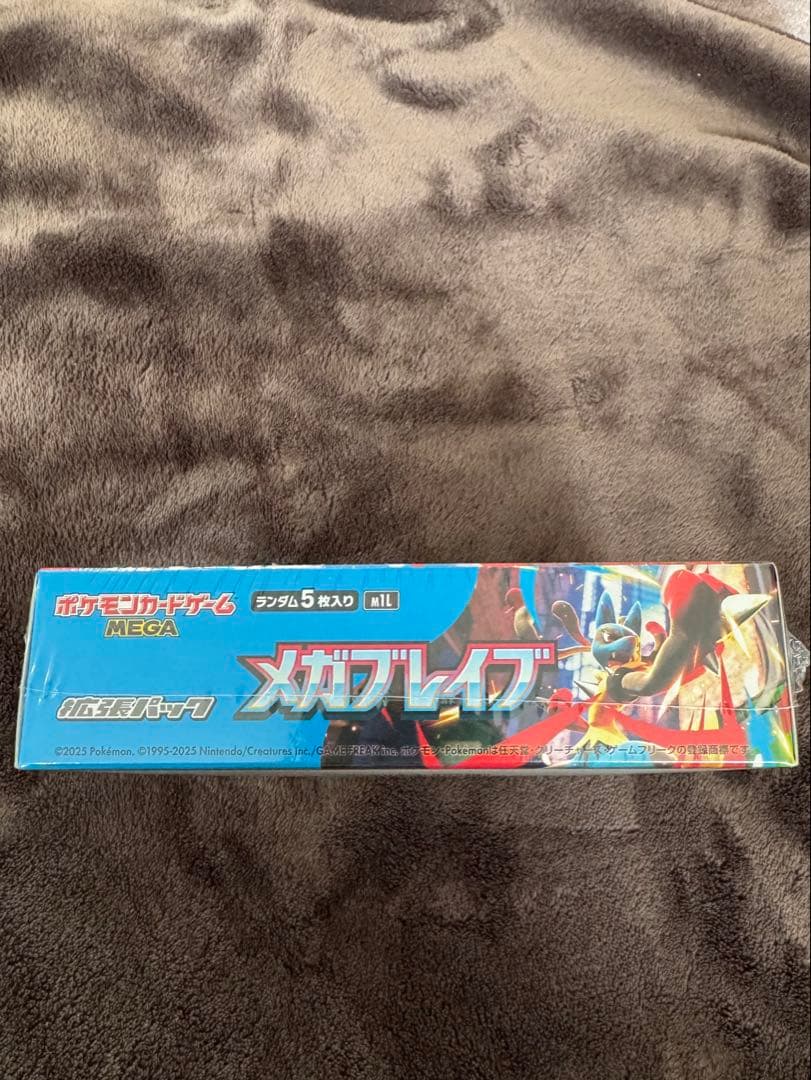 ポケモンカードゲーム
MEGA
ランダム5枚入り M1L
メガブレイブ
拡張パック
©2025 Pokémon. ©1995-2025 Nintendo/Creatures Inc./GAME FREAK inc. ポケモン・Pokémonは任天堂・クリーチャーズ・ゲームフリークの登録商標です。